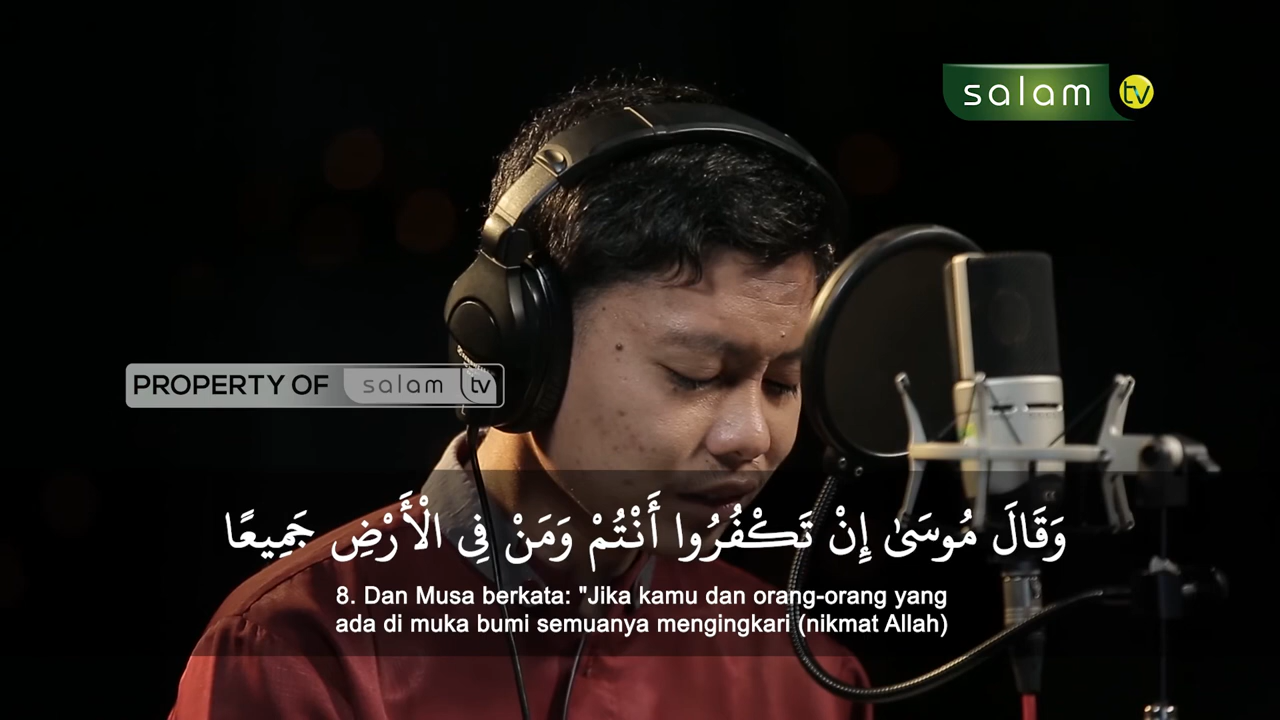 salam tv
PROPERTY OF salam tv
وَقَالَ مُوسَىٰ إِنْ تَكْفُرُوا أَنْتُمْ وَمَنْ فِي الْأَرْضِ جَمِيعًا
8. Dan Musa berkata: "Jika kamu dan orang-orang yang
ada di muka bumi semuanya mengingkari (nikmat Allah)